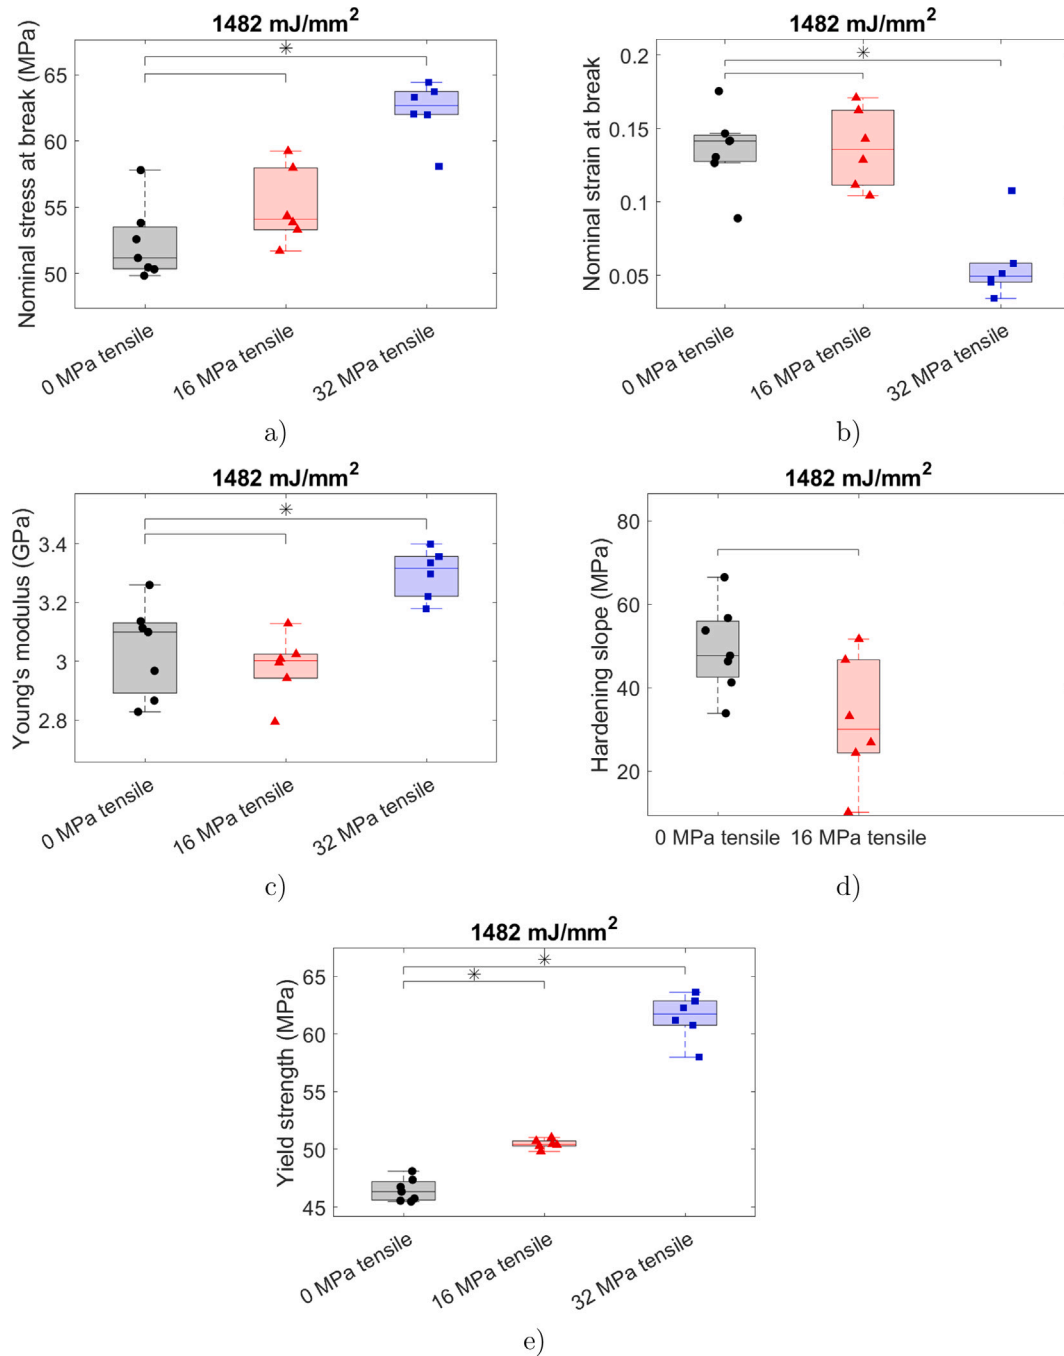 1482 mJ/mm²
Nominal stress at break (MPa)
65
60
55
50
*
0 MPa tensile
16 MPa tensile
32 MPa tensile
a)
1482 mJ/mm²
Nominal strain at break
0.2
0.15
0.1
0.05
*
0 MPa tensile
16 MPa tensile
32 MPa tensile
b)
1482 mJ/mm²
Young's modulus (GPa)
3.4
3.2
3
2.8
*
0 MPa tensile
16 MPa tensile
32 MPa tensile
c)
1482 mJ/mm²
Hardening slope (MPa)
80
60
40
20
0 MPa tensile 16 MPa tensile
d)
1482 mJ/mm²
Yield strength (MPa)
65
60
55
50
45
*
*
0 MPa tensile
16 MPa tensile
32 MPa tensile
e)